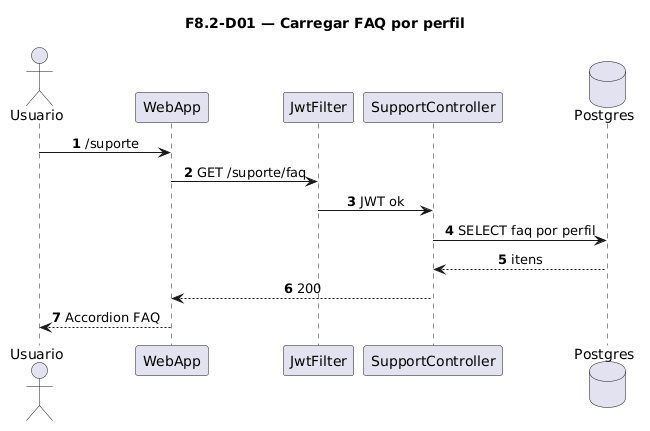 F8.2-D01 — Carregar FAQ por perfil
Usuario
WebApp
JwtFilter
SupportController
Postgres
1 /suporte
2 GET /suporte/faq
3 JWT ok
4 SELECT faq por perfil
5 itens
6 200
7 Accordion FAQ
Usuario
WebApp
JwtFilter
SupportController
Postgres